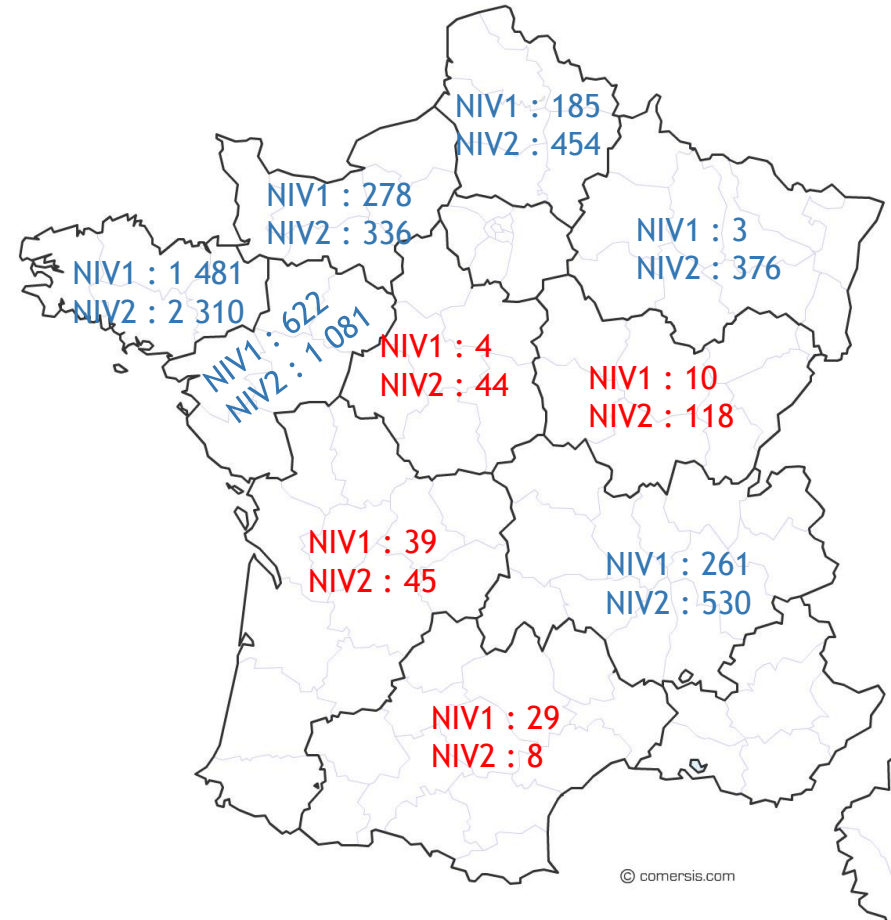 NIV1 : 185
NIV2 : 454
NIV1 : 278
NIV2 : 336
NIV1 : 3
NIV2 : 376
NIV1 : 1 481
NIV2 : 2 310
NIV1 : 622
NIV2 : 1 081
NIV1 : 4
NIV2 : 44
NIV1 : 10
NIV2 : 118
NIV1 : 39
NIV2 : 45
NIV1 : 261
NIV2 : 530
NIV1 : 29
NIV2 : 8
© comersis.com